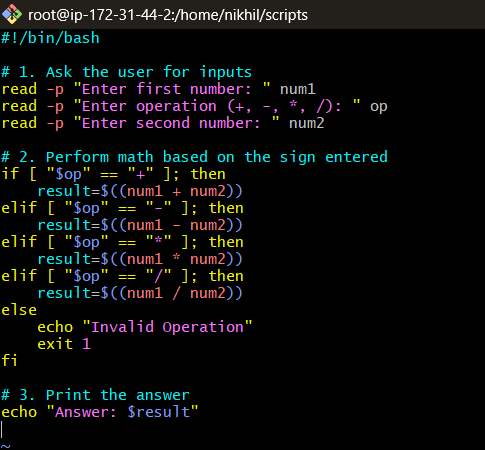 root@ip-172-31-44-2:/home/nikhil/scripts
#!/bin/bash
# 1. Ask the user for inputs
read -p "Enter first number: " num1
read -p "Enter operation (+, -, *, /): " op
read -p "Enter second number: " num2
# 2. Perform math based on the sign entered
if [ "$op" == "+" ]; then
    result=$((num1 + num2))
elif [ "$op" == "-" ]; then
    result=$((num1 - num2))
elif [ "$op" == "*" ]; then
    result=$((num1 * num2))
elif [ "$op" == "/" ]; then
    result=$((num1 / num2))
else
    echo "Invalid Operation"
    exit 1
fi
# 3. Print the answer
echo "Answer: $result"
~